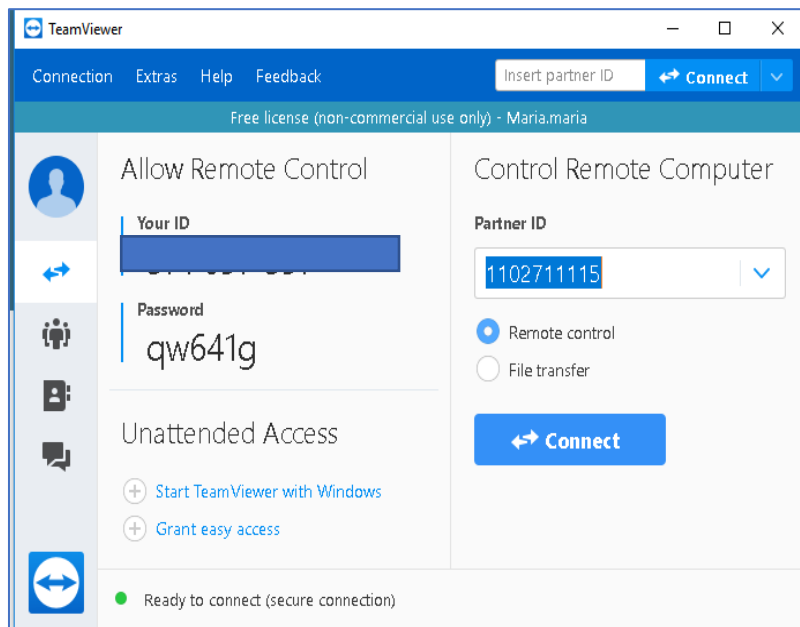 TeamViewer
Connection Extras Help Feedback
Insert partner ID
Connect
Free license (non-commercial use only) - Maria.maria
Allow Remote Control
Your ID
Password
qw641g
Unattended Access
Start TeamViewer with Windows
Grant easy access
Control Remote Computer
Partner ID
1102711115
Remote control
File transfer
Connect
Ready to connect (secure connection)